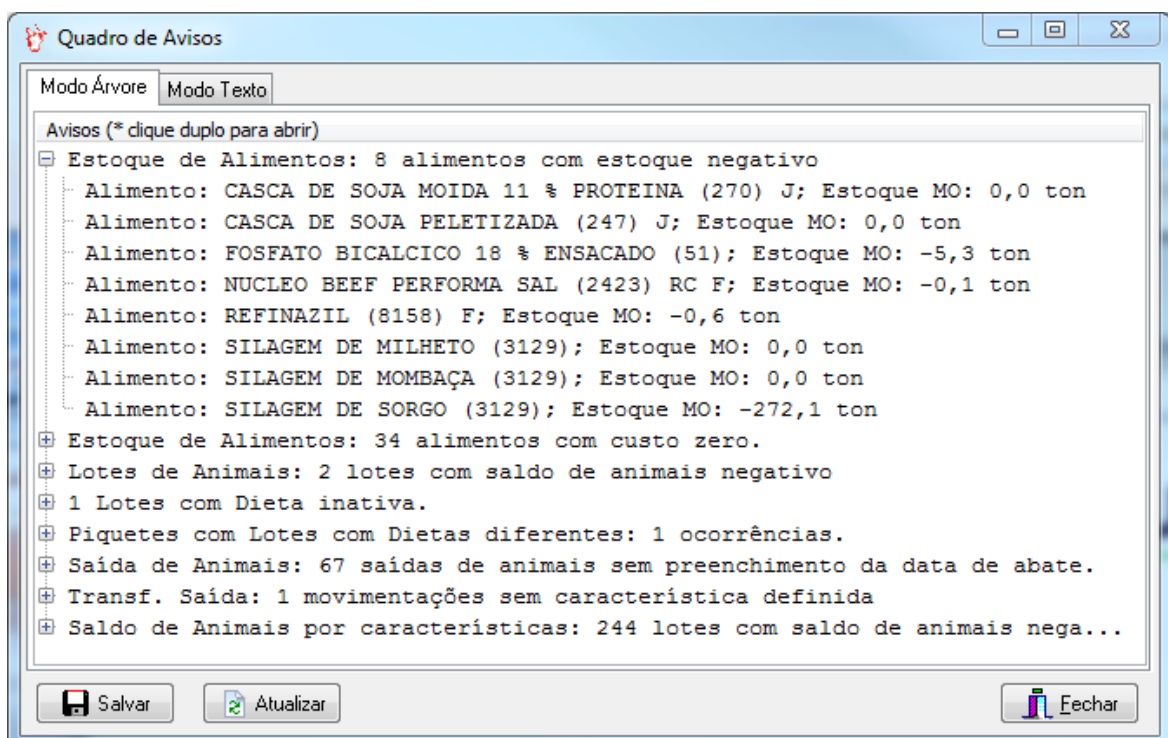 Quadro de Avisos
Modo Árvore Modo Texto
Avisos (* clique duplo para abrir)
Estoque de Alimentos: 8 alimentos com estoque negativo
Alimento: CASCA DE SOJA MOIDA 11 % PROTEINA (270) J; Estoque MO: 0,0 ton
Alimento: CASCA DE SOJA PELETIZADA (247) J; Estoque MO: 0,0 ton
Alimento: FOSFATO BICALCICO 18 % ENSACADO (51); Estoque MO: -5,3 ton
Alimento: NUCLEO BEEF PERFORMA SAL (2423) RC F; Estoque MO: -0,1 ton
Alimento: REFINAZIL (8158) F; Estoque MO: -0,6 ton
Alimento: SILAGEM DE MILHETO (3129); Estoque MO: 0,0 ton
Alimento: SILAGEM DE MOMBAÇA (3129); Estoque MO: 0,0 ton
Alimento: SILAGEM DE SORGO (3129); Estoque MO: -272,1 ton
Estoque de Alimentos: 34 alimentos com custo zero.
Lotes de Animais: 2 lotes com saldo de animais negativo
1 Lotes com Dieta inativa.
Piquetes com Lotes com Dietas diferentes: 1 ocorrências.
Saída de Animais: 67 saídas de animais sem preenchimento da data de abate.
Transf. Saída: 1 movimentações sem característica definida
Saldo de Animais por características: 244 lotes com saldo de animais nega...
Salvar Atualizar Fechar